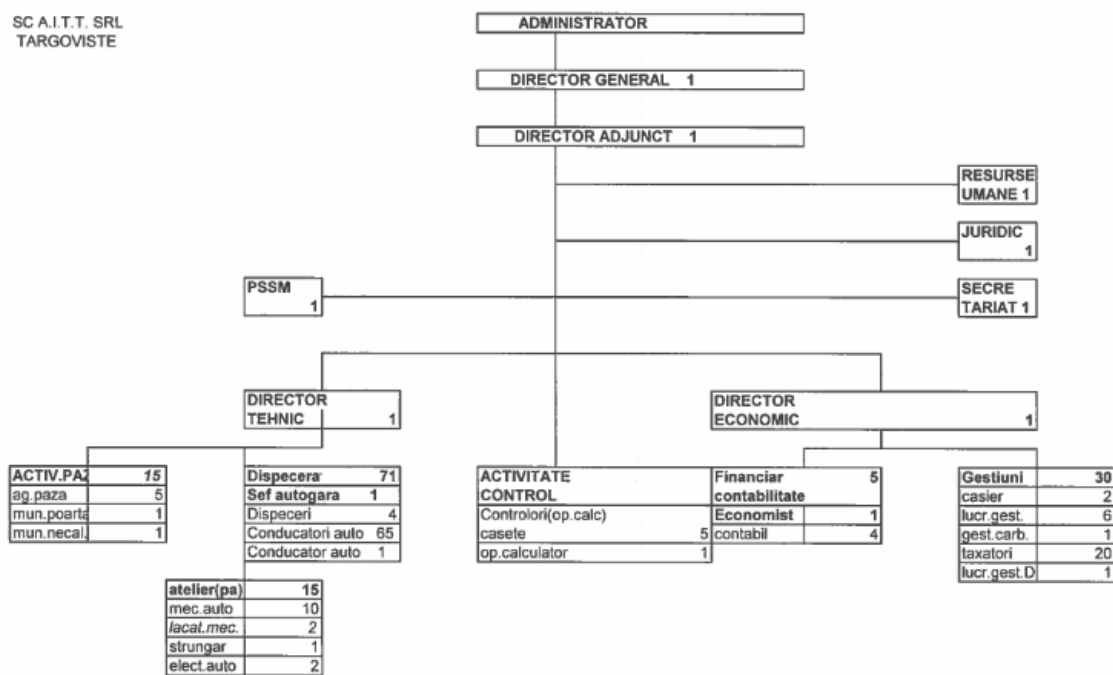 SC A.I.T.T. SRL
TARGOVISTE
ADMINISTRATOR
DIRECTOR GENERAL 1
DIRECTOR ADJUNCT 1
RESURSE
UMANE 1
JURIDIC
1
PSSM
1
SECRE
TARIAT 1
DIRECTOR
TEHNIC 1
DIRECTOR
ECONOMIC 1
ACTIV.PAZ 15
ag.paza 5
mun.poarta 1
mun.necal. 1
Dispecerat 71
Sef autogara 1
Dispeceri 4
Conducatori auto 65
Conducator auto 1
atelier(pa) 15
mec.auto 10
lacat.mec. 2
strungar 1
elect.auto 2
ACTIVITATE
CONTROL
Controlori(op.calc)
casete 5
op.calculator 1
Financiar 5
contabilitate
Economist 1
contabil 4
Gestiuni 30
casier 2
lucr.gest. 6
gest.carb. 1
taxatori 20
lucr.gest.D 1